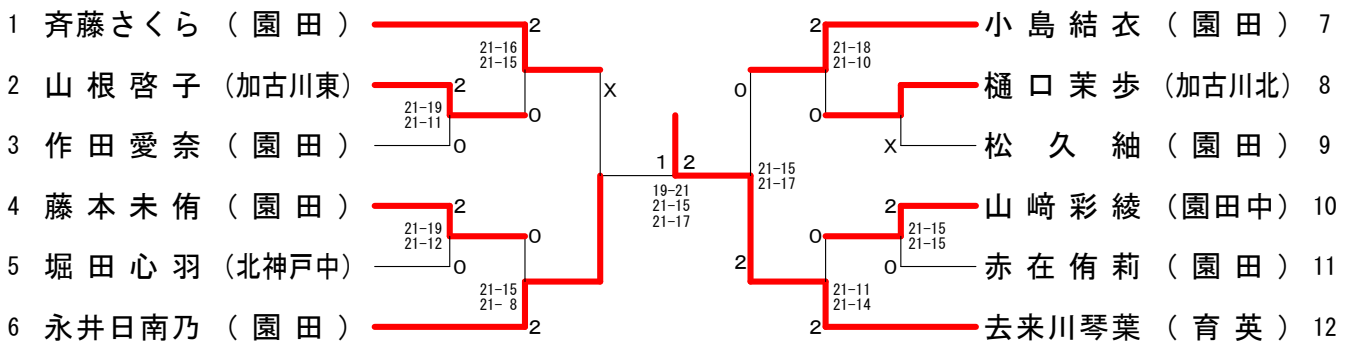 1 斉藤さくら (園田)
2 山根啓子 (加古川東)
3 作田愛奈 (園田)
4 藤本未侑 (園田)
5 堀田心羽 (北神戸中)
6 永井日南乃 (園田)
2
21-16
21-15
2
21-19
21-11
0
0
X
2
21-19
21-12
0
0
21-15
21- 8
2
1 2
19-21
21-15
21-17
0
21-15
21-17
2
2
21-18
21-10
0
X
2
21-15
21-15
0
0
21-11
21-14
2
小島結衣 (園田) 7
樋口茉歩 (加古川北) 8
松久紬 (園田) 9
山﨑彩綾 (園田中) 10
赤在侑莉 (園田) 11
去来川琴葉 (育英) 12